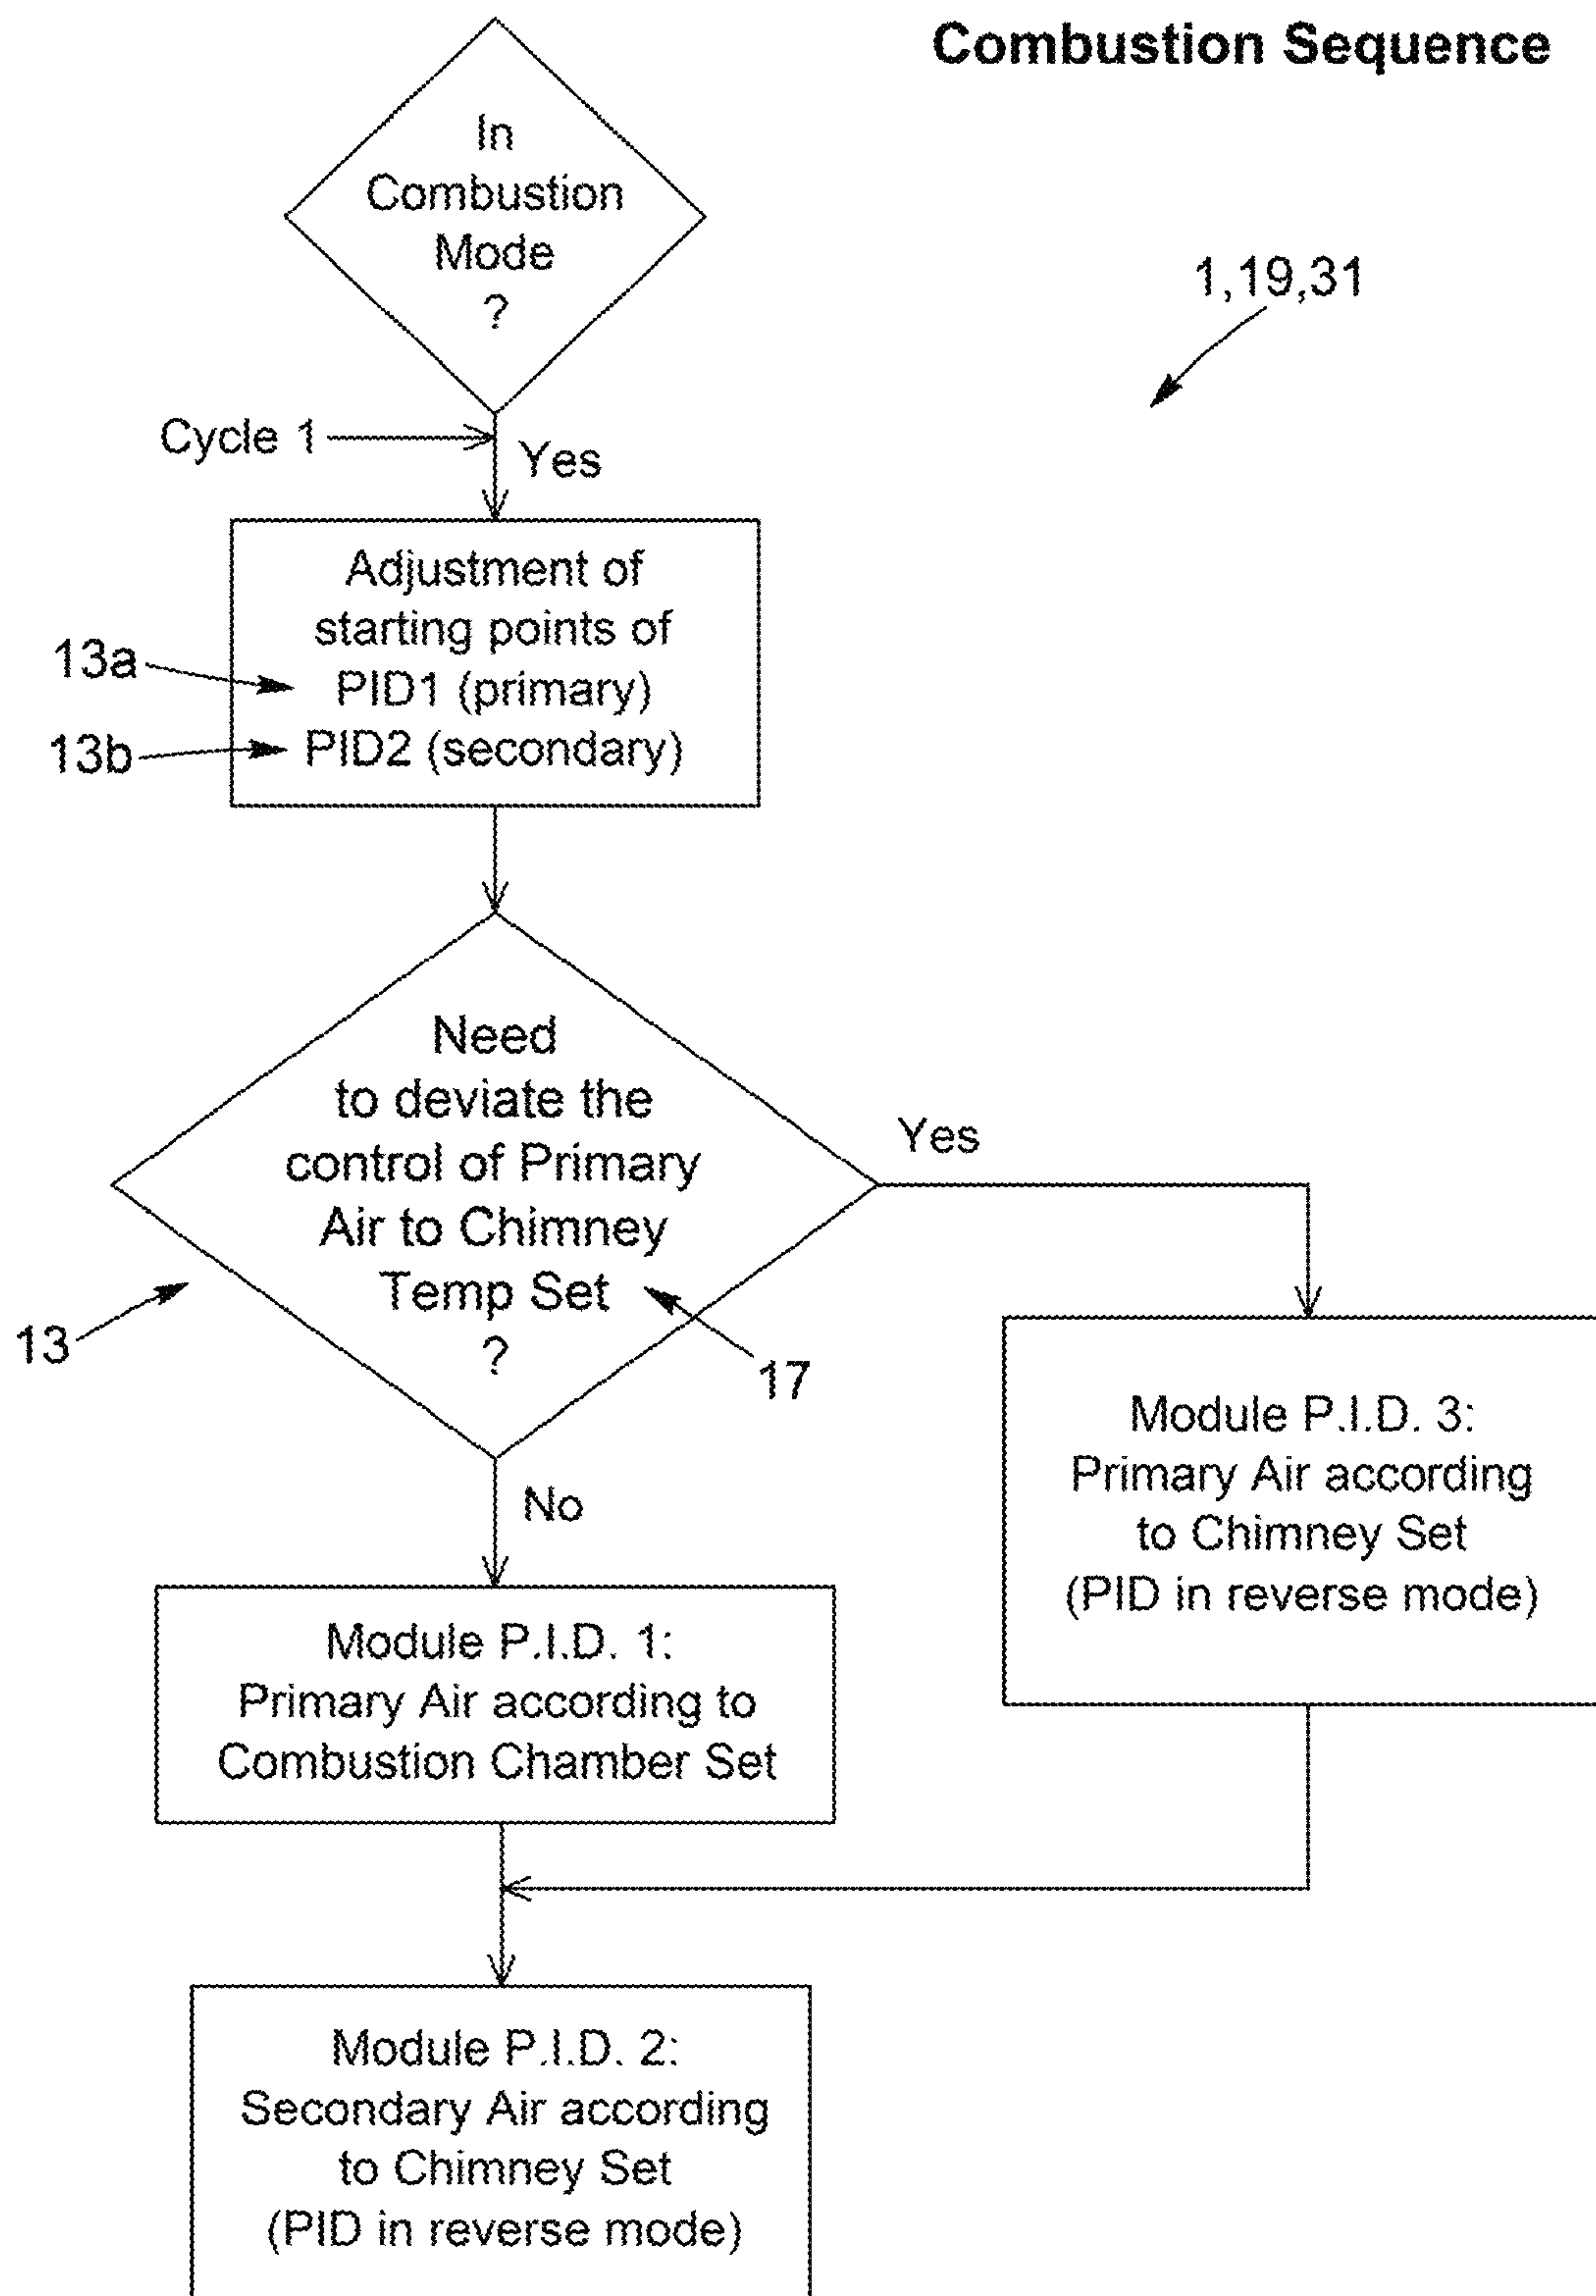 Combustion Sequence
In
Combustion
Mode
?
1,19,31
Cycle 1
Yes
Adjustment of
starting points of
PID1 (primary)
PID2 (secondary)
13a
13b
Need
to deviate the
control of Primary
Air to Chimney
Temp Set
?
Yes
13
17
No
Module P.I.D. 3:
Primary Air according
to Chimney Set
(PID in reverse mode)
Module P.I.D. 1:
Primary Air according to
Combustion Chamber Set
Module P.I.D. 2:
Secondary Air according
to Chimney Set
(PID in reverse mode)